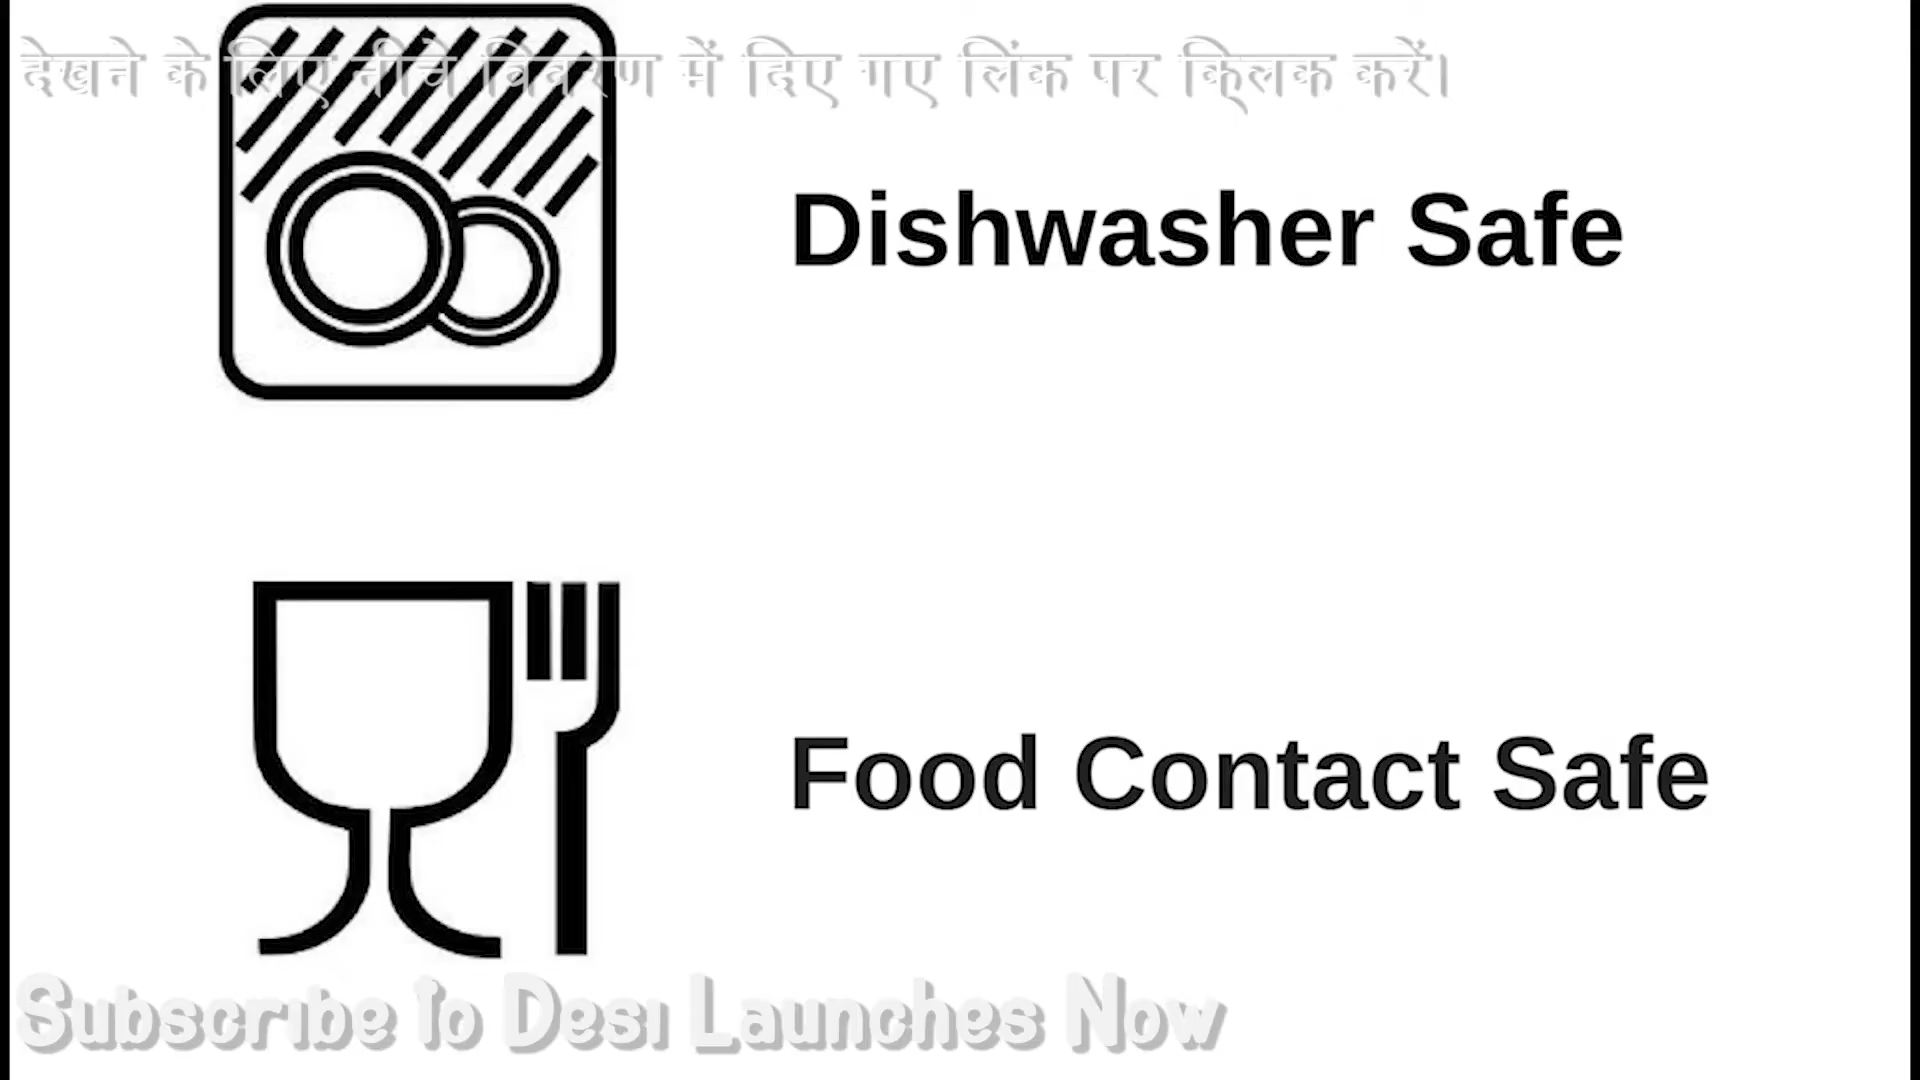 देखने के लिए नीचे विवरण में दिए गए लिंक पर क्लिक करें।
Dishwasher Safe
Food Contact Safe
Subscribe To Desi Launches Now